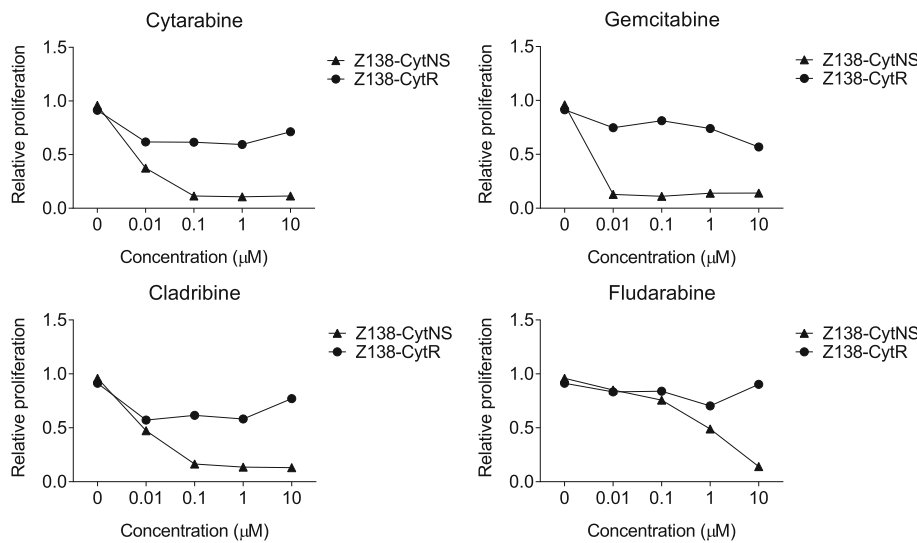 Cytarabine
Relative proliferation
1.5
1.0
0.5
0.0
0 0.01 0.1 1 10
Concentration (μM)
Z138-CytNS
Z138-CytR
Gemcitabine
Relative proliferation
1.5
1.0
0.5
0.0
0 0.01 0.1 1 10
Concentration (μM)
Z138-CytNS
Z138-CytR
Cladribine
Relative proliferation
1.5
1.0
0.5
0.0
0 0.01 0.1 1 10
Concentration (μM)
Z138-CytNS
Z138-CytR
Fludarabine
Relative proliferation
1.5
1.0
0.5
0.0
0 0.01 0.1 1 10
Concentration (μM)
Z138-CytNS
Z138-CytR